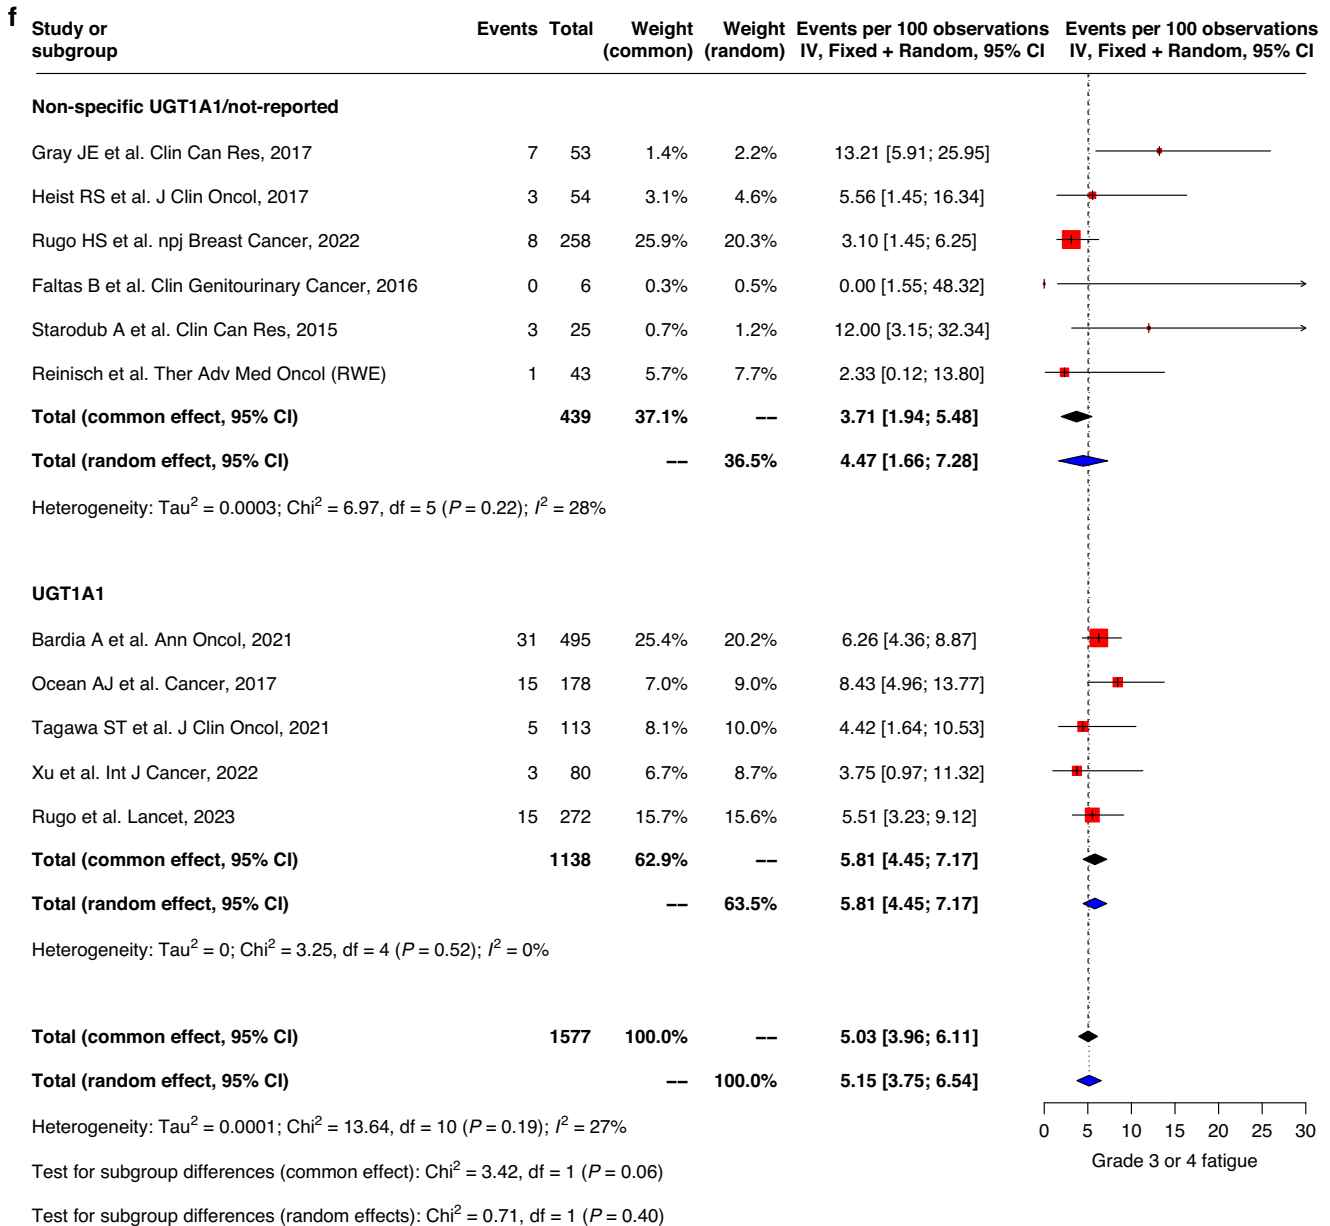 f
Study or subgroup Events Total Weight (common) Weight (random) Events per 100 observations IV, Fixed + Random, 95% CI Events per 100 observations IV, Fixed + Random, 95% CI
Non-specific UGT1A1/not-reported
Gray JE et al. Clin Can Res, 2017 7 53 1.4% 2.2% 13.21 [5.91; 25.95]
Heist RS et al. J Clin Oncol, 2017 3 54 3.1% 4.6% 5.56 [1.45; 16.34]
Rugo HS et al. npj Breast Cancer, 2022 8 258 25.9% 20.3% 3.10 [1.45; 6.25]
Faltas B et al. Clin Genitourinary Cancer, 2016 0 6 0.3% 0.5% 0.00 [1.55; 48.32]
Starodub A et al. Clin Can Res, 2015 3 25 0.7% 1.2% 12.00 [3.15; 32.34]
Reinisch et al. Ther Adv Med Oncol (RWE) 1 43 5.7% 7.7% 2.33 [0.12; 13.80]
Total (common effect, 95% CI) 439 37.1% -- 3.71 [1.94; 5.48]
Total (random effect, 95% CI) -- 36.5% 4.47 [1.66; 7.28]
Heterogeneity: Tau² = 0.0003; Chi² = 6.97, df = 5 (P = 0.22); I² = 28%
UGT1A1
Bardia A et al. Ann Oncol, 2021 31 495 25.4% 20.2% 6.26 [4.36; 8.87]
Ocean AJ et al. Cancer, 2017 15 178 7.0% 9.0% 8.43 [4.96; 13.77]
Tagawa ST et al. J Clin Oncol, 2021 5 113 8.1% 10.0% 4.42 [1.64; 10.53]
Xu et al. Int J Cancer, 2022 3 80 6.7% 8.7% 3.75 [0.97; 11.32]
Rugo et al. Lancet, 2023 15 272 15.7% 15.6% 5.51 [3.23; 9.12]
Total (common effect, 95% CI) 1138 62.9% -- 5.81 [4.45; 7.17]
Total (random effect, 95% CI) -- 63.5% 5.81 [4.45; 7.17]
Heterogeneity: Tau² = 0; Chi² = 3.25, df = 4 (P = 0.52); I² = 0%
Total (common effect, 95% CI) 1577 100.0% -- 5.03 [3.96; 6.11]
Total (random effect, 95% CI) -- 100.0% 5.15 [3.75; 6.54]
Heterogeneity: Tau² = 0.0001; Chi² = 13.64, df = 10 (P = 0.19); I² = 27%
0 5 10 15 20 25 30
Grade 3 or 4 fatigue
Test for subgroup differences (common effect): Chi² = 3.42, df = 1 (P = 0.06)
Test for subgroup differences (random effects): Chi² = 0.71, df = 1 (P = 0.40)